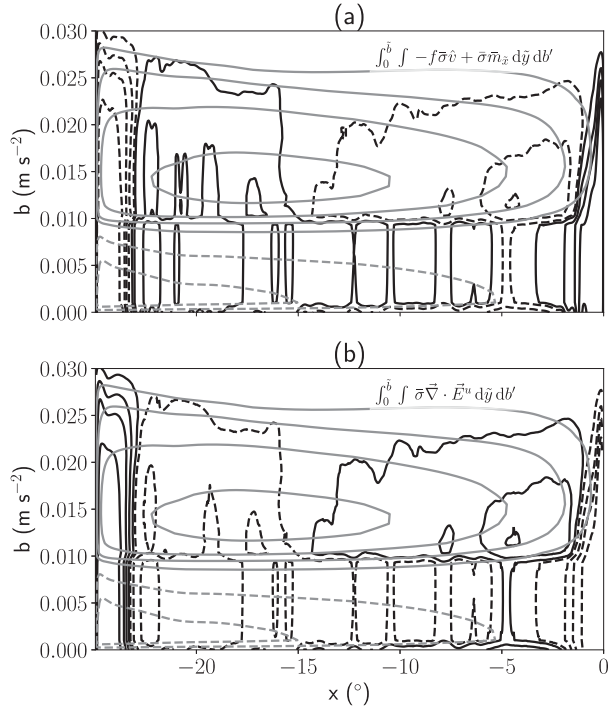 (a)
∫₀^b̃ ∫ −fσ̄v̂ + σ̄m̄_x̃ dỹ db′
b (m s⁻²)
0.030
0.025
0.020
0.015
0.010
0.005
0.000
(b)
∫₀^b̃ ∫ σ̄∇⃗ · E⃗ᵘ dỹ db′
b (m s⁻²)
0.030
0.025
0.020
0.015
0.010
0.005
0.000
−20 −15 −10 −5 0
x (°)